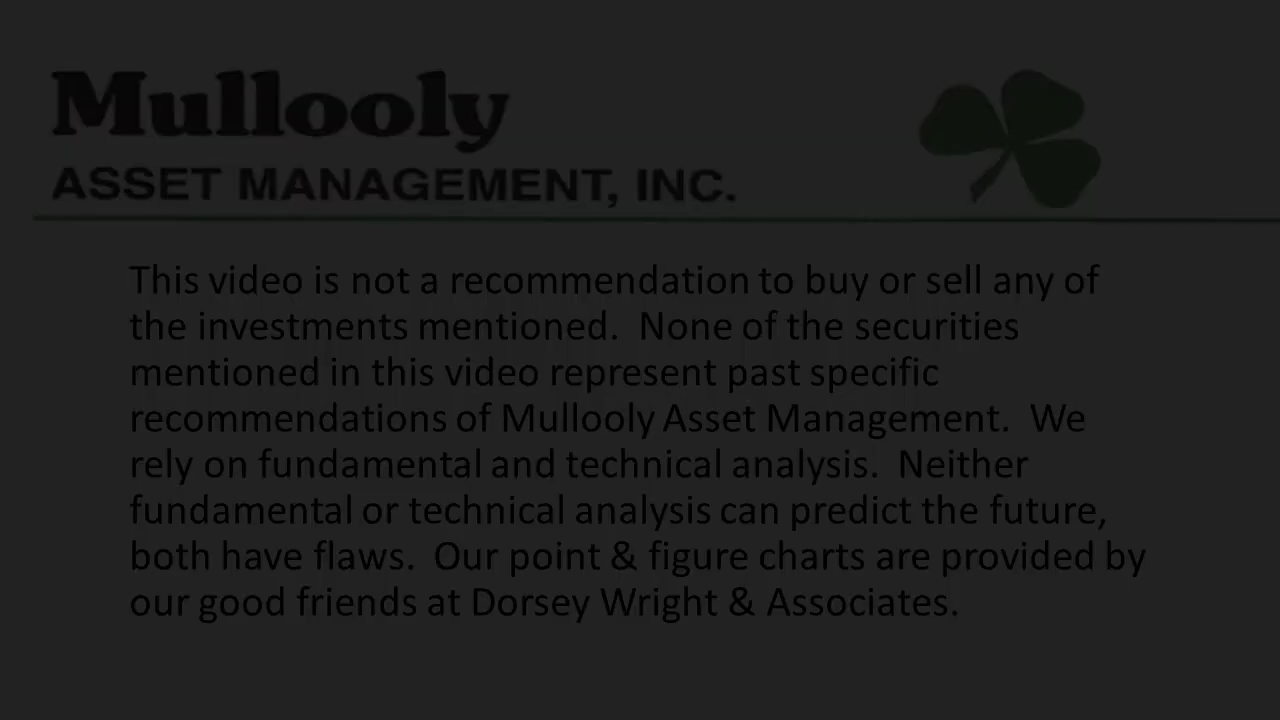 Mullooly
ASSET MANAGEMENT, INC.
This video is not a recommendation to buy or sell any of
the investments mentioned.  None of the securities
mentioned in this video represent past specific
recommendations of Mullooly Asset Management.  We
rely on fundamental and technical analysis.  Neither
fundamental or technical analysis can predict the future,
both have flaws.  Our point & figure charts are provided by
our good friends at Dorsey Wright & Associates.